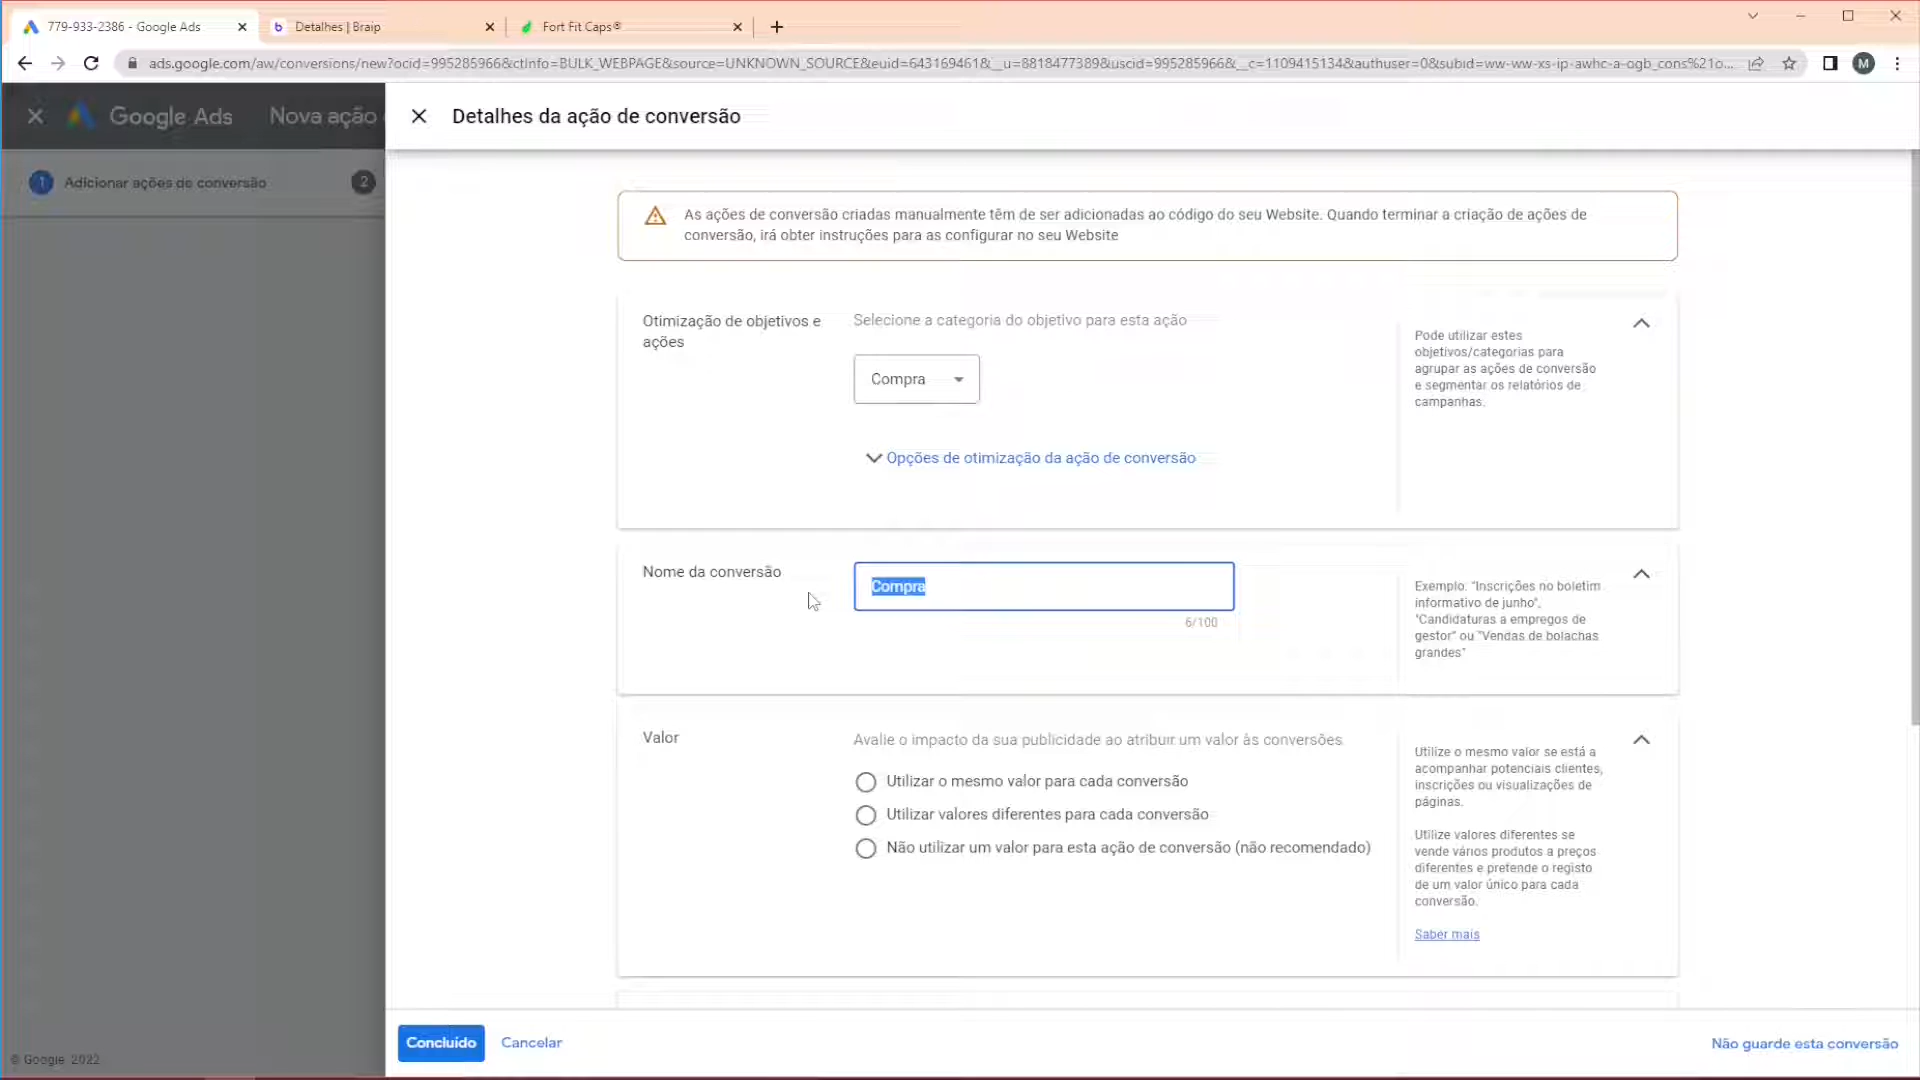 779-933-2386 - Google Ads
Detalhes | Braip
Fort Fit Caps®
ads.google.com/aw/conversions/new?ocid=995285966&ctInfo=BULK_WEBPAGE&source=UNKNOWN_SOURCE&euid=643169461&__u=8818477389&uscid=995285966&__c=1109415134&authuser=0&subid=ww-ww-xs-ip-awhc-a-ogb_cons%21o...
M
Google Ads
Nova ação
Detalhes da ação de conversão
1
Adicionar ações de conversão
2
As ações de conversão criadas manualmente têm de ser adicionadas ao código do seu Website. Quando terminar a criação de ações de
conversão, irá obter instruções para as configurar no seu Website
Otimização de objetivos e
ações
Selecione a categoria do objetivo para esta ação
Compra
Opções de otimização da ação de conversão
Pode utilizar estes
objetivos/categorias para
agrupar as ações de conversão
e segmentar os relatórios de
campanhas.
Nome da conversão
Compra
6/100
Exemplo: "Inscrições no boletim
informativo de junho",
"Candidaturas a empregos de
gestor" ou "Vendas de bolachas
grandes"
Valor
Avalie o impacto da sua publicidade ao atribuir um valor às conversões
Utilizar o mesmo valor para cada conversão
Utilizar valores diferentes para cada conversão
Não utilizar um valor para esta ação de conversão (não recomendado)
Utilize o mesmo valor se está a
acompanhar potenciais clientes,
inscrições ou visualizações de
páginas.
Utilize valores diferentes se
vende vários produtos a preços
diferentes e pretende o registo
de um valor único para cada
conversão.
Saber mais
Concluído
Cancelar
Não guarde esta conversão
© Google, 2022